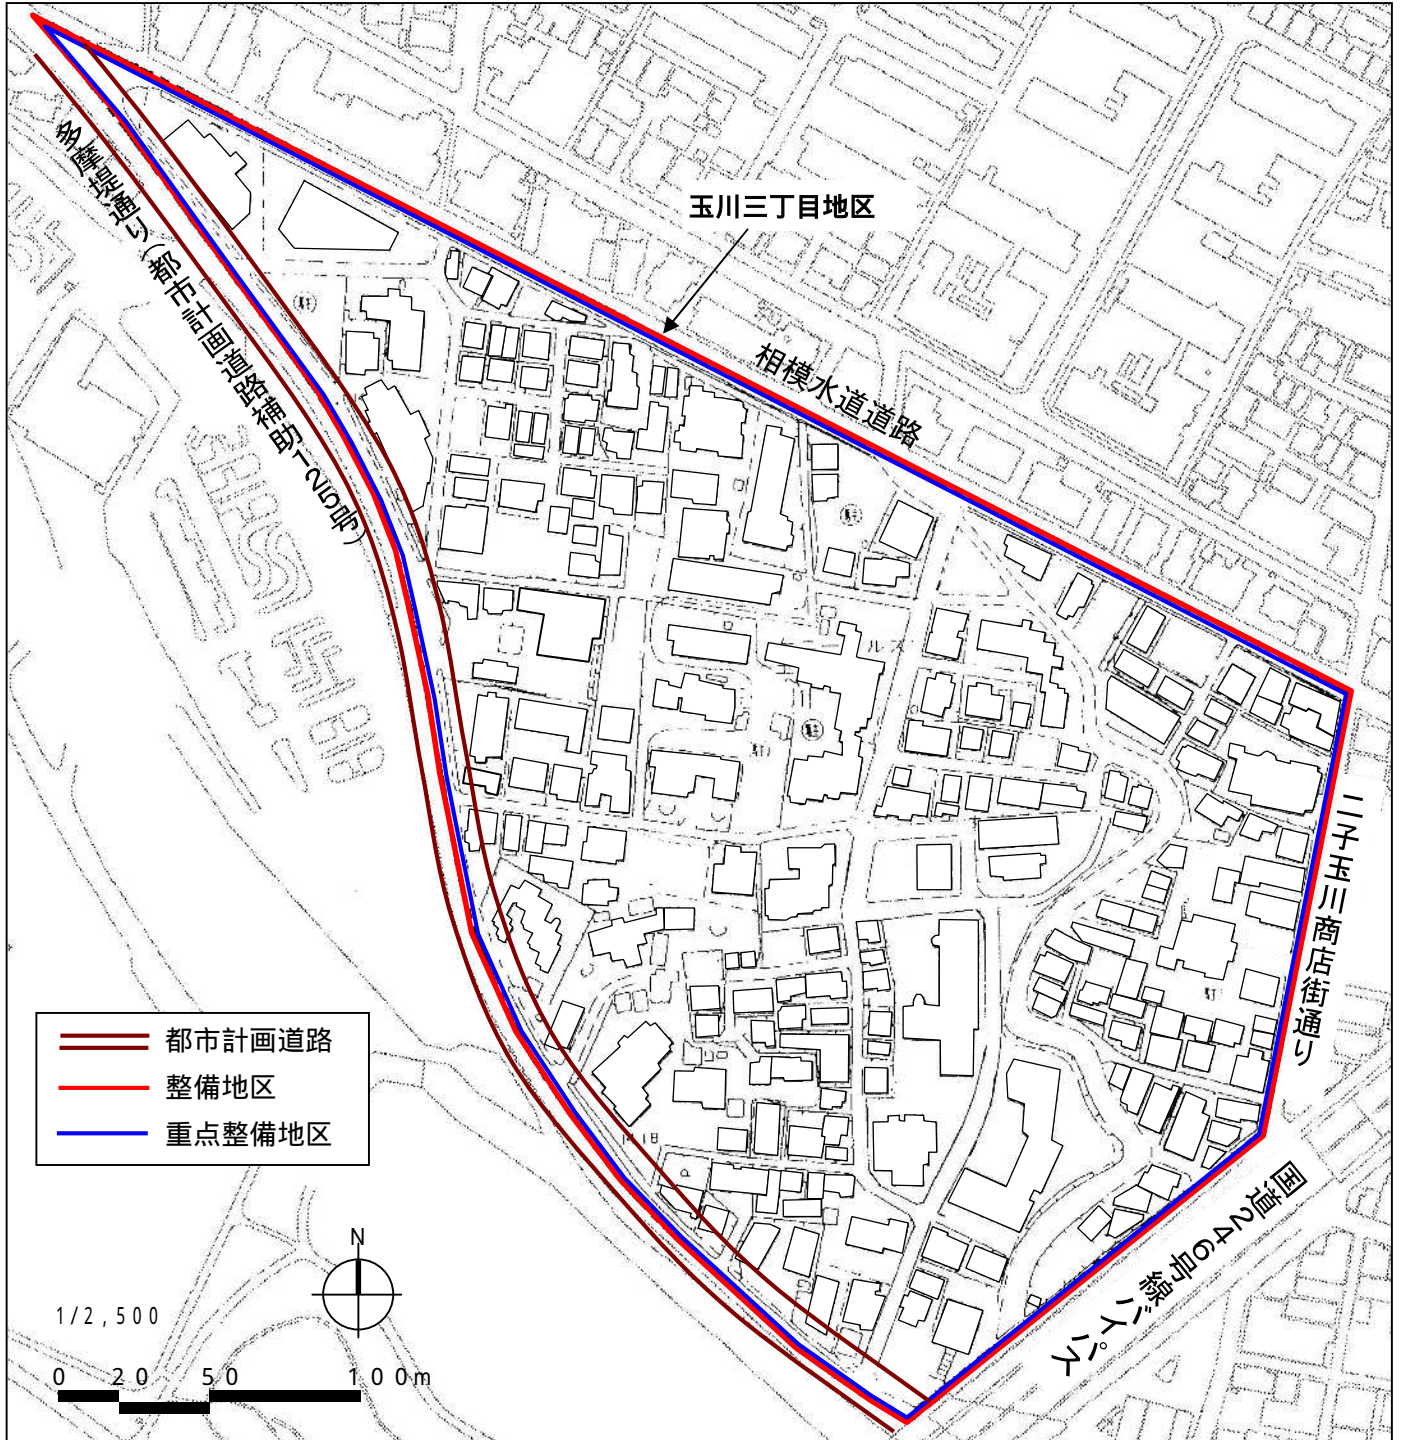 玉川三丁目地区
多摩堤通り(都市計画道路補助125号)
相模水道道路
二子玉川商店街通り
国道246号線バイパス
都市計画道路
整備地区
重点整備地区
N
1/2,500
0 20 50 100m